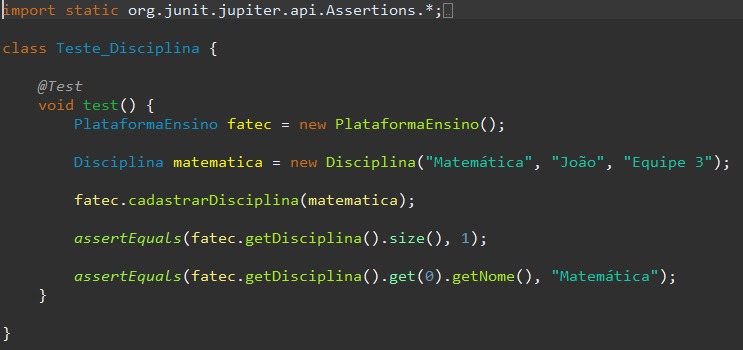 import static org.junit.jupiter.api.Assertions.*;
class Teste_Disciplina {
@Test
void test() {
PlataformaEnsino fatec = new PlataformaEnsino();
Disciplina matematica = new Disciplina("Matemática", "João", "Equipe 3");
fatec.cadastrarDisciplina(matematica);
assertEquals(fatec.getDisciplina().size(), 1);
assertEquals(fatec.getDisciplina().get(0).getNome(), "Matemática");
}
}